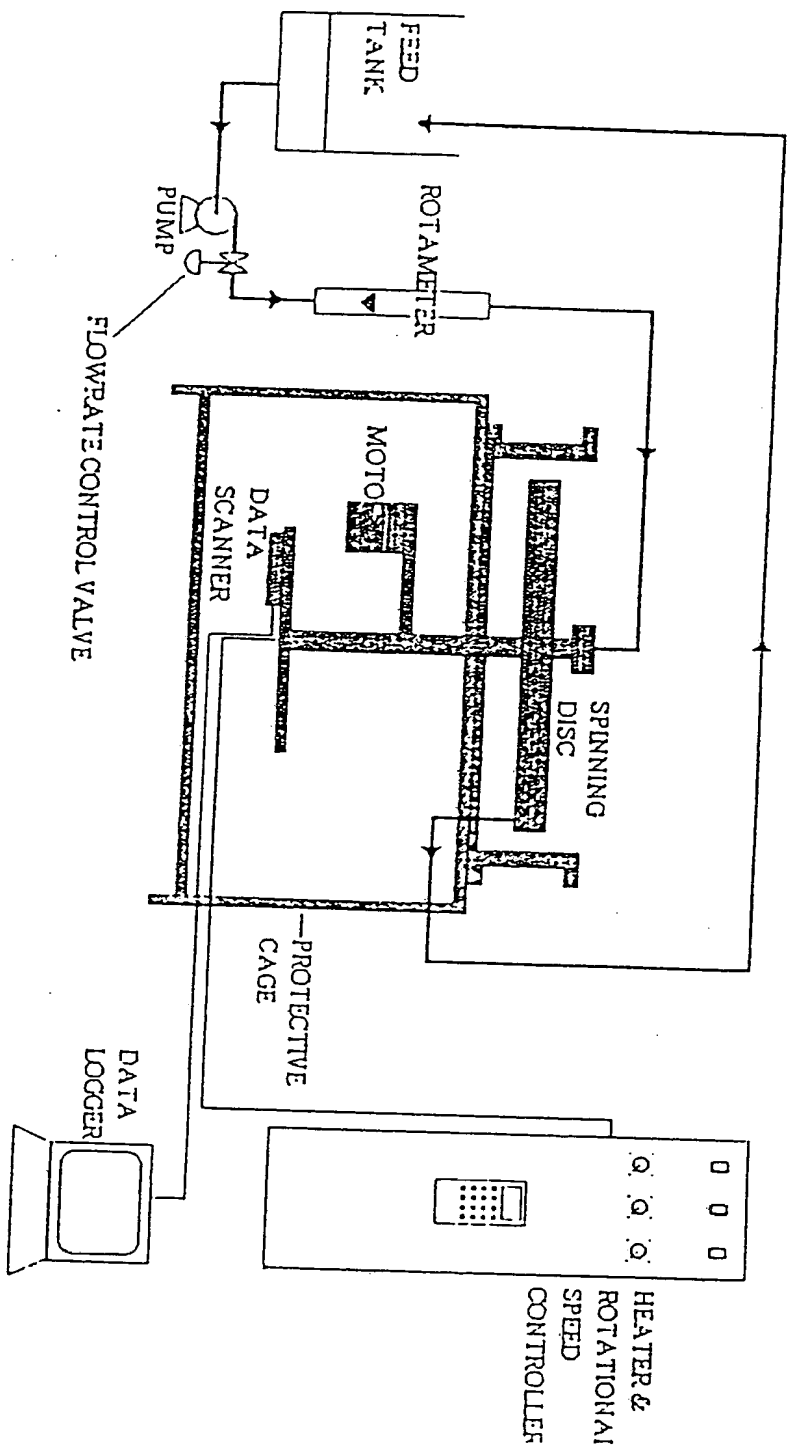 FEED
TANK
PUMP
FLOWRATE CONTROL VALVE
ROTAMETER
MOTO
DATA
SCANNER
SPINNING
DISC
PROTECTIVE
CAGE
DATA
LOGGER
HEATER &
ROTATIONAL
SPEED
CONTROLLER